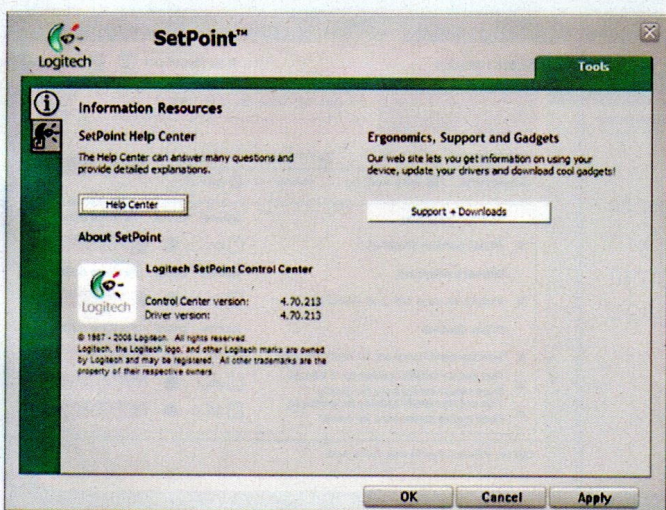 Logitech
SetPoint™
Tools
Information Resources
SetPoint Help Center
The Help Center can answer many questions and
provide detailed explanations.
Help Center
Ergonomics, Support and Gadgets
Our web site lets you get information on using your
device, update your drivers and download cool gadgets!
Support + Downloads
About SetPoint
Logitech
Logitech SetPoint Control Center
Control Center version: 4.70.213
Driver version: 4.70.213
© 1987 - 2008 Logitech. All rights reserved.
Logitech, the Logitech logo, and other Logitech marks are owned
by Logitech and may be registered. All other trademarks are the
property of their respective owners.
OK Cancel Apply